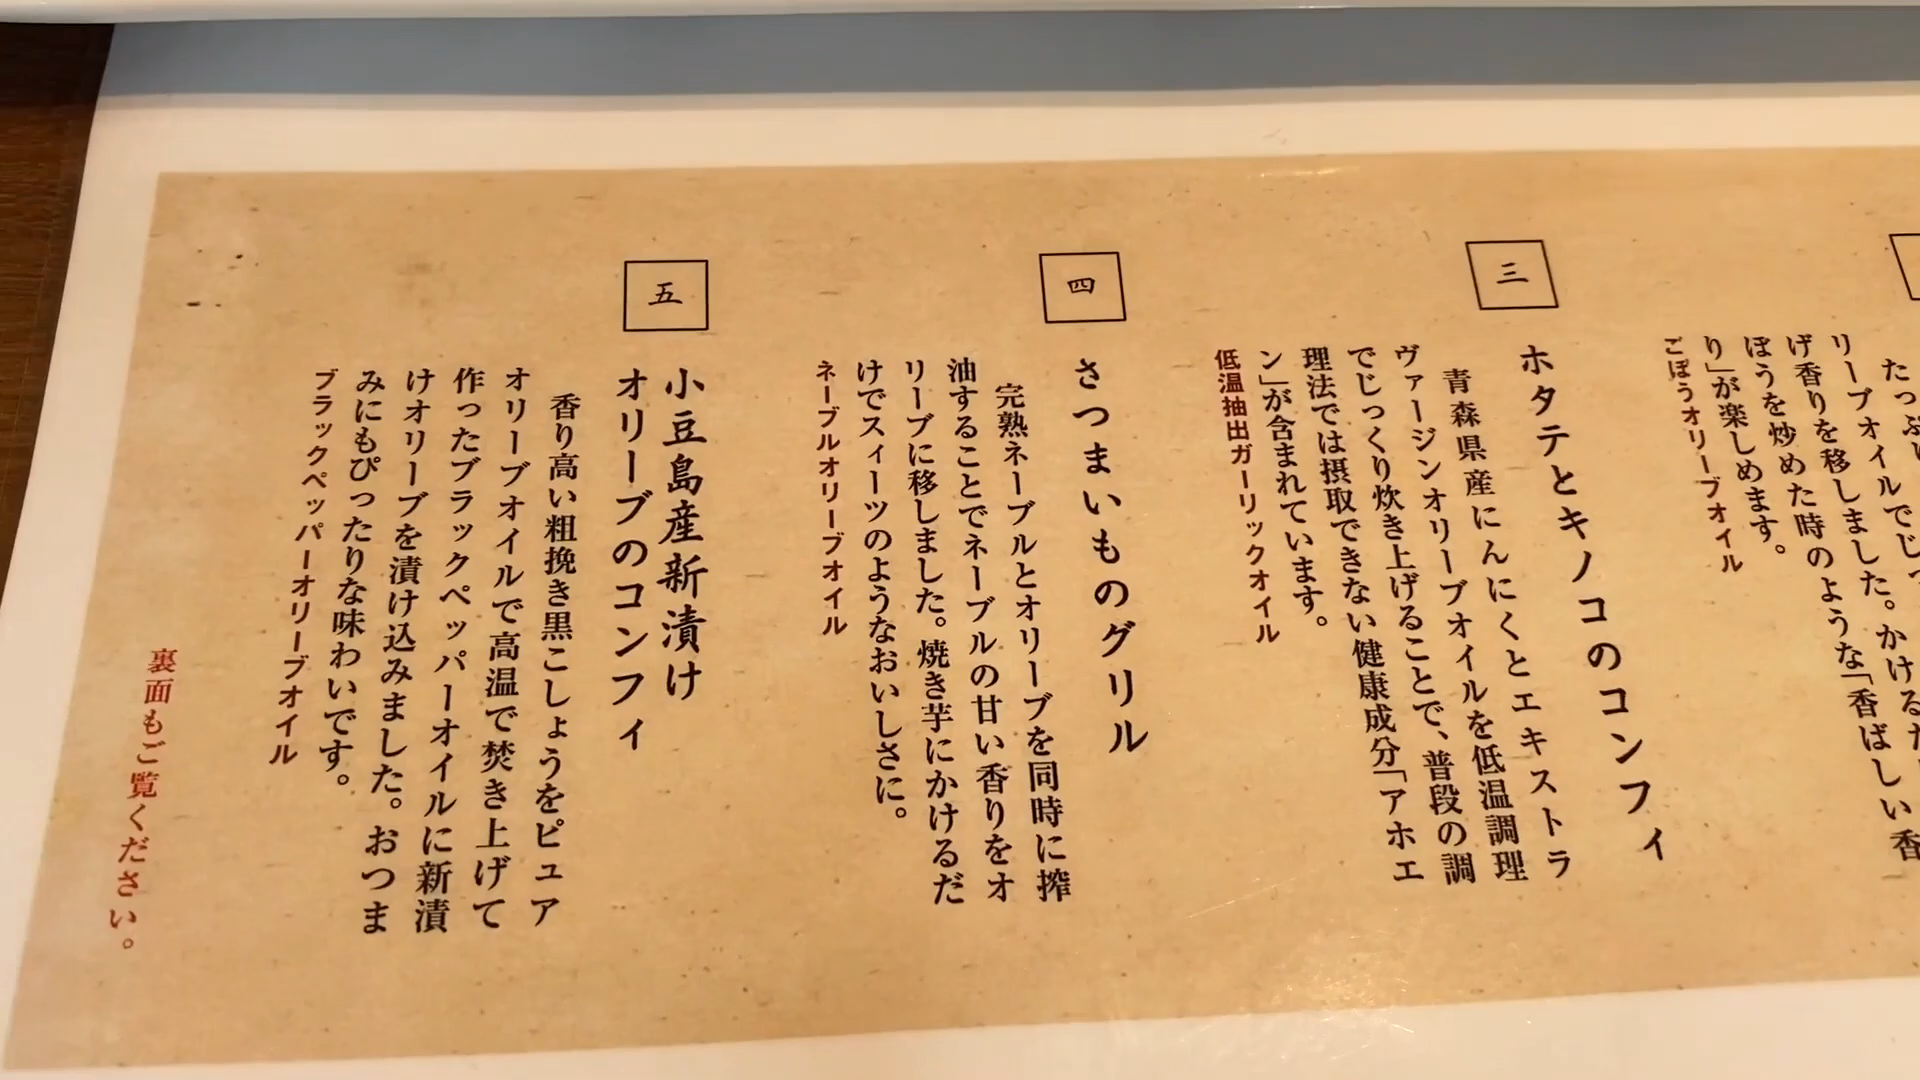 たっぷ
リーブオイルでじっ
げ香りを移しました。かけるだ
ぼうを炒めた時のような「香ばしい香
り」が楽しめます。
ごぼうオリーブオイル
三
ホタテとキノコのコンフィ
青森県産にんにくとエキストラ
ヴァージンオリーブオイルを低温調理
でじっくり炊き上げることで、普段の調
理法では摂取できない健康成分「アホエ
ン」が含まれています。
低温抽出ガーリックオイル
四
さつまいものグリル
完熟ネーブルとオリーブを同時に搾
油することでネーブルの甘い香りをオ
リーブに移しました。焼き芋にかけるだ
けでスィーツのようなおいしさに。
ネーブルオリーブオイル
五
小豆島産新漬け
オリーブのコンフィ
香り高い粗挽き黒こしょうをピュア
オリーブオイルで高温で焚き上げて
作ったブラックペッパーオイルに新漬
けオリーブを漬け込みました。おつま
みにもぴったりな味わいです。
ブラックペッパーオリーブオイル
裏面もご覧ください。